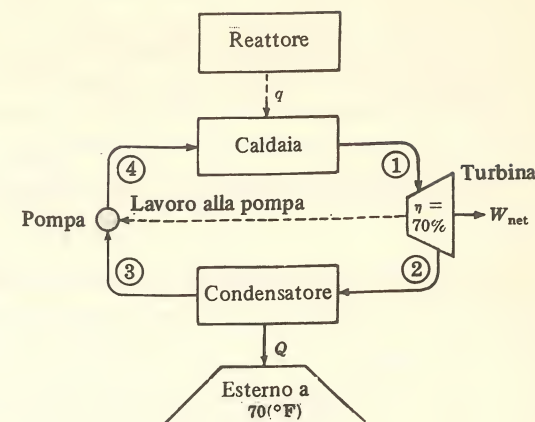 Reattore
q
Caldaia
④
①
Turbina
Lavoro alla pompa
η =
70%
W_net
Pompa
③
②
Condensatore
Q
Esterno a
70(°F)